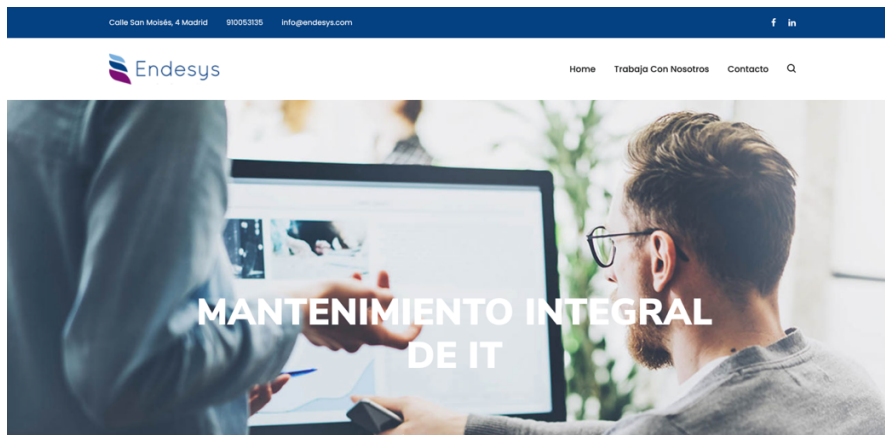 Calle San Moisés, 4 Madrid 910053135 info@endesys.com f in
Endesys Home Trabaja Con Nosotros Contacto
MANTENIMIENTO INTEGRAL
DE IT